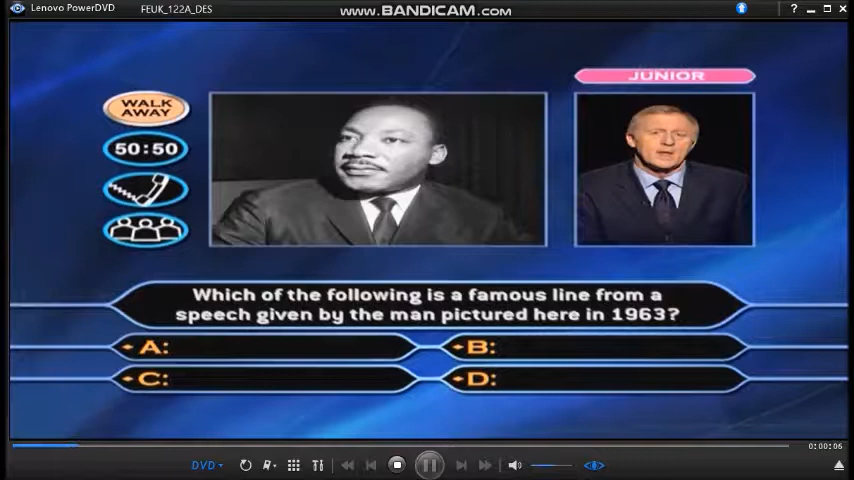 Lenovo PowerDVD
FEUK_122A_DES
www.BANDICAM.com
?
JUNIOR
WALK
AWAY
50:50
Which of the following is a famous line from a
speech given by the man pictured here in 1963?
A:
B:
C:
D:
0:00:06
DVD